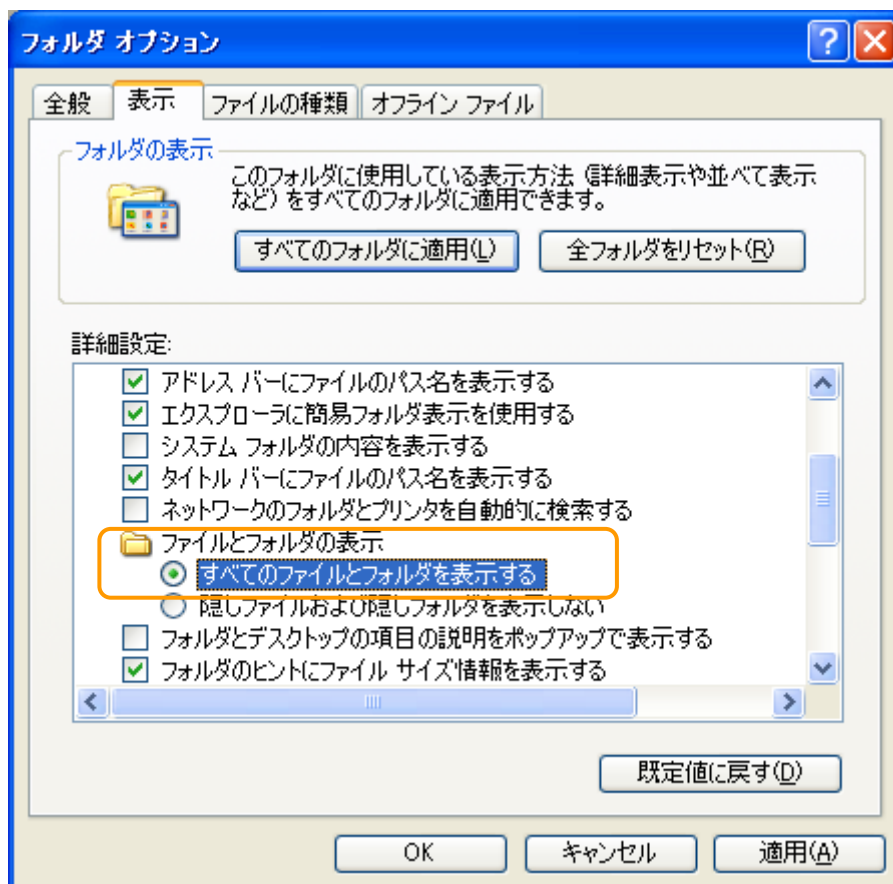 フォルダ オプション
全般 表示 ファイルの種類 オフライン ファイル
フォルダの表示
このフォルダに使用している表示方法 (詳細表示や並べて表示
など) をすべてのフォルダに適用できます。
すべてのフォルダに適用(L) 全フォルダをリセット(R)
詳細設定:
アドレス バーにファイルのパス名を表示する
エクスプローラに簡易フォルダ表示を使用する
システム フォルダの内容を表示する
タイトル バーにファイルのパス名を表示する
ネットワークのフォルダとプリンタを自動的に検索する
ファイルとフォルダの表示
すべてのファイルとフォルダを表示する
隠しファイルおよび隠しフォルダを表示しない
フォルダとデスクトップの項目の説明をポップアップで表示する
フォルダのヒントにファイル サイズ情報を表示する
既定値に戻す(D)
OK キャンセル 適用(A)